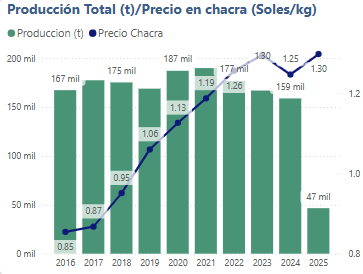 Producción Total (t)/Precio en chacra (Soles/kg)
Produccion (t) Precio Chacra
200 mil
150 mil
100 mil
50 mil
0 mil
167 mil
175 mil
187 mil
177 mil
159 mil
47 mil
0.85
0.87
0.95
1.06
1.13
1.19
1.26
1.30
1.25
1.30
1.2
1.0
0.8
2016 2017 2018 2019 2020 2021 2022 2023 2024 2025